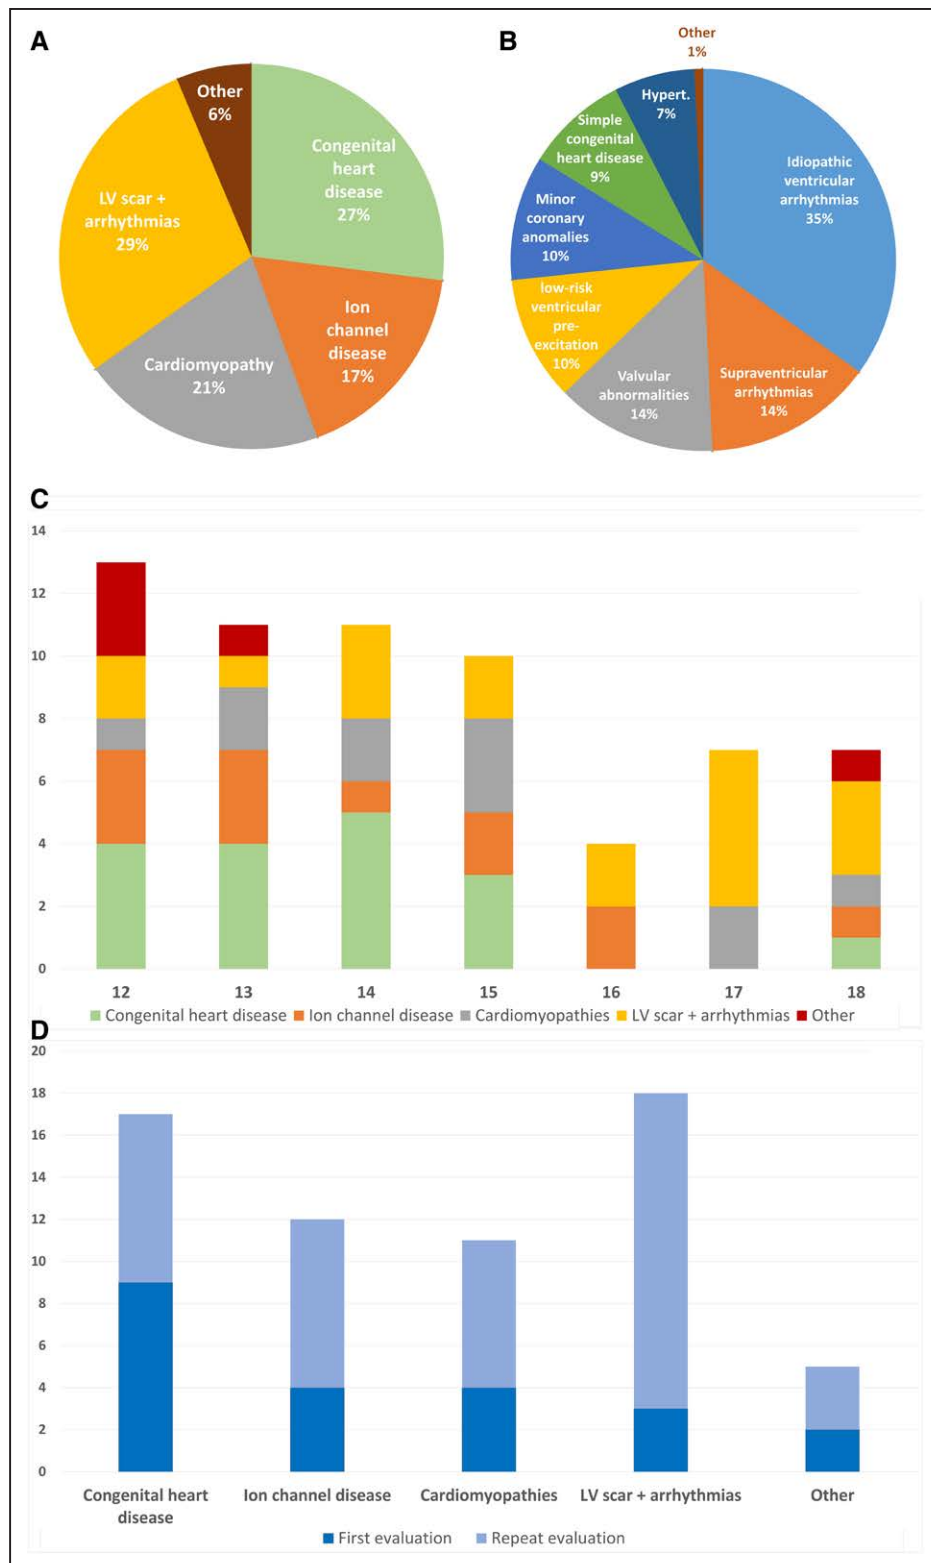 A
Congenital
heart
disease
27%
Ion
channel
disease
17%
Cardiomyopathy
21%
LV scar +
arrhythmias
29%
Other
6%
B
Other
1%
Idiopathic
ventricular
arrhythmias
35%
Supraventricular
arrhythmias
14%
Valvular
abnormalities
14%
low-risk
ventricular
pre-
excitation
10%
Minor
coronary
anomalies
10%
Simple
congenital
heart disease
9%
Hypert.
7%
C
14
12
10
8
6
4
2
0
12 13 14 15 16 17 18
Congenital heart disease Ion channel disease Cardiomyopathies LV scar + arrhythmias Other
D
20
18
16
14
12
10
8
6
4
2
0
Congenital heart
disease
Ion channel disease
Cardiomyopathies
LV scar + arrhythmias
Other
First evaluation Repeat evaluation